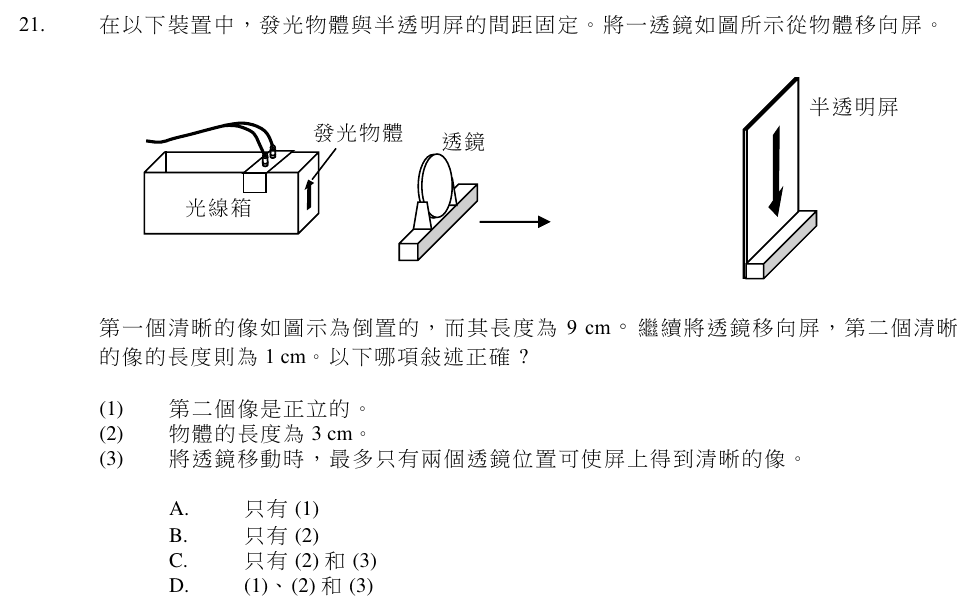 21. 在以下裝置中，發光物體與半透明屏的間距固定。將一透鏡如圖所示從物體移向屏。
半透明屏
發光物體
透鏡
光線箱
第一個清晰的像如圖示為倒置的，而其長度為 9 cm。繼續將透鏡移向屏，第二個清晰
的像的長度則為 1 cm。以下哪項敍述正確？
(1) 第二個像是正立的。
(2) 物體的長度為 3 cm。
(3) 將透鏡移動時，最多只有兩個透鏡位置可使屏上得到清晰的像。
A. 只有 (1)
B. 只有 (2)
C. 只有 (2) 和 (3)
D. (1)、(2) 和 (3)